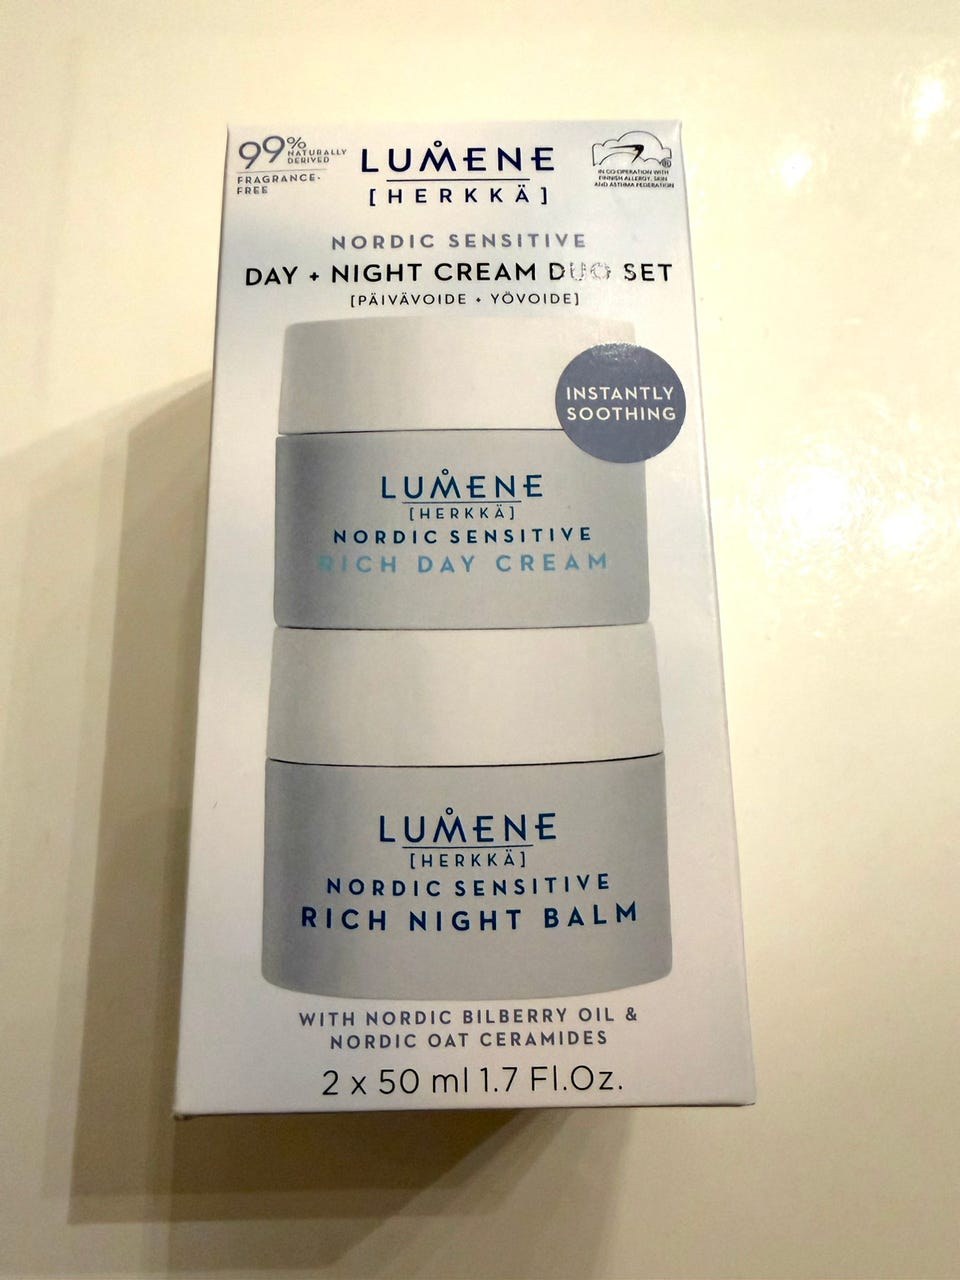 99%
NATURALLY
DERIVED
FRAGRANCE-
FREE
LUMENE
[HERKKÄ]
IN CO-OPERATION WITH
FINNISH ALLERGY, SKIN
AND ASTHMA FEDERATION
NORDIC SENSITIVE
DAY + NIGHT CREAM DUO SET
[PÄIVÄVOIDE + YÖVOIDE]
INSTANTLY
SOOTHING
LUMENE
[HERKKÄ]
NORDIC SENSITIVE
RICH DAY CREAM
LUMENE
[HERKKÄ]
NORDIC SENSITIVE
RICH NIGHT BALM
WITH NORDIC BILBERRY OIL &
NORDIC OAT CERAMIDES
2 x 50 ml 1.7 Fl.Oz.